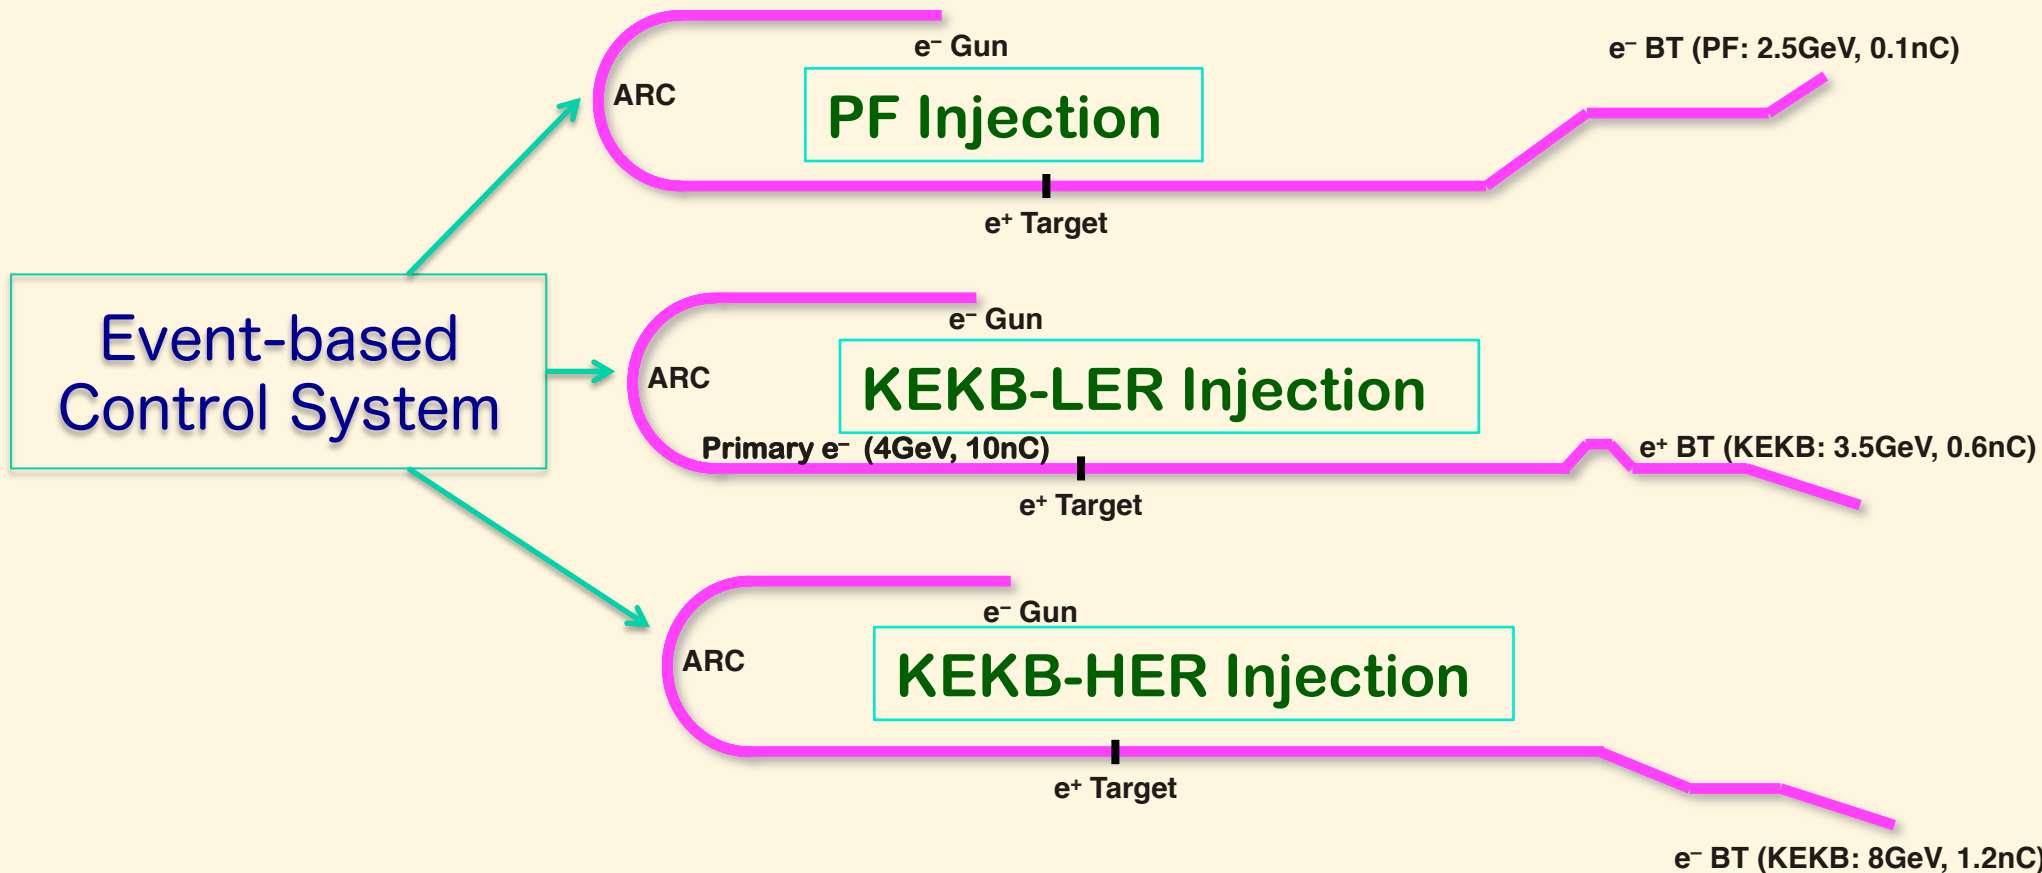 e⁻ Gun
e⁻ BT (PF: 2.5GeV, 0.1nC)
ARC
PF Injection
e⁺ Target
Event-based
Control System
e⁻ Gun
ARC
KEKB-LER Injection
Primary e⁻ (4GeV, 10nC)
e⁺ BT (KEKB: 3.5GeV, 0.6nC)
e⁺ Target
e⁻ Gun
ARC
KEKB-HER Injection
e⁺ Target
e⁻ BT (KEKB: 8GeV, 1.2nC)